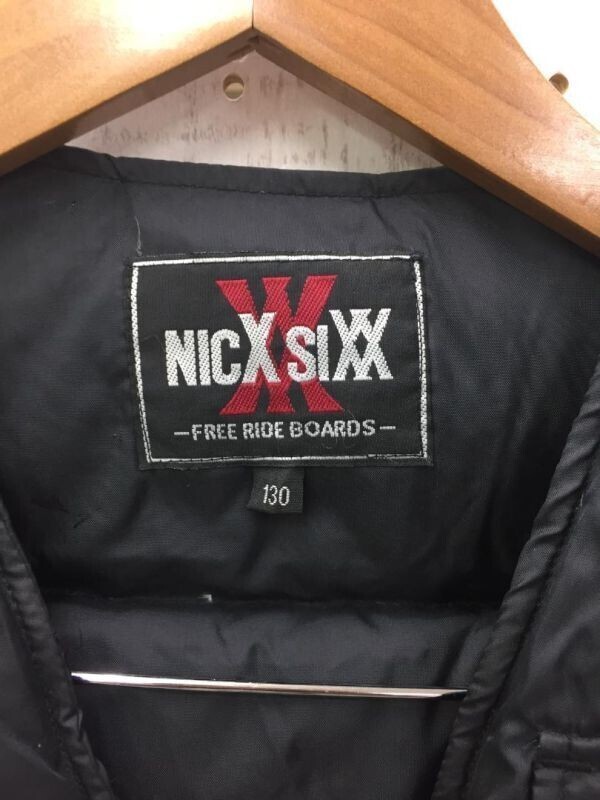 NICXSIXX
-FREE RIDE BOARDS-
130